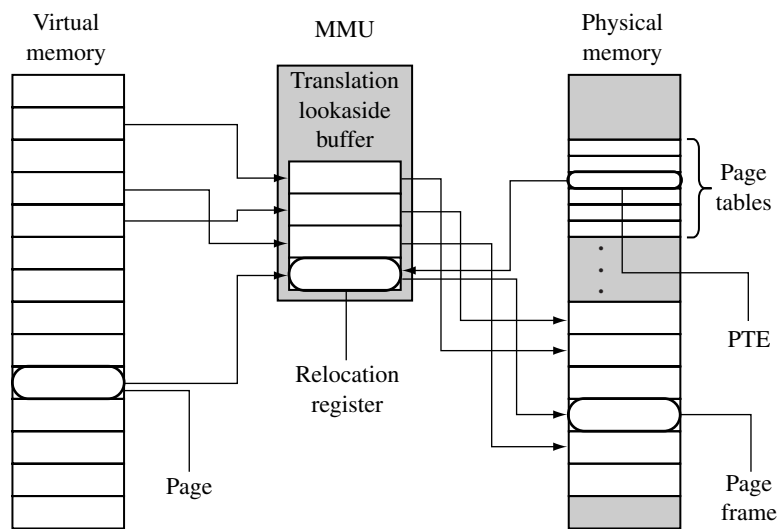 Virtual
memory
MMU
Physical
memory
Translation
lookaside
buffer
Page
tables
PTE
Relocation
register
Page
Page
frame